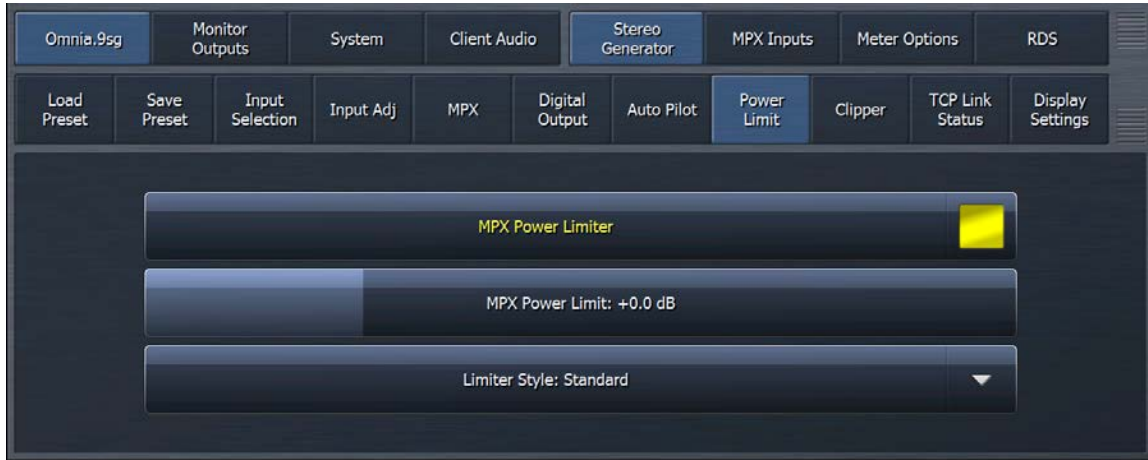 Omnia.9sg
Monitor
Outputs
System
Client Audio
Stereo
Generator
MPX Inputs
Meter Options
RDS
Load
Preset
Save
Preset
Input
Selection
Input Adj
MPX
Digital
Output
Auto Pilot
Power
Limit
Clipper
TCP Link
Status
Display
Settings
MPX Power Limiter
MPX Power Limit: +0.0 dB
Limiter Style: Standard